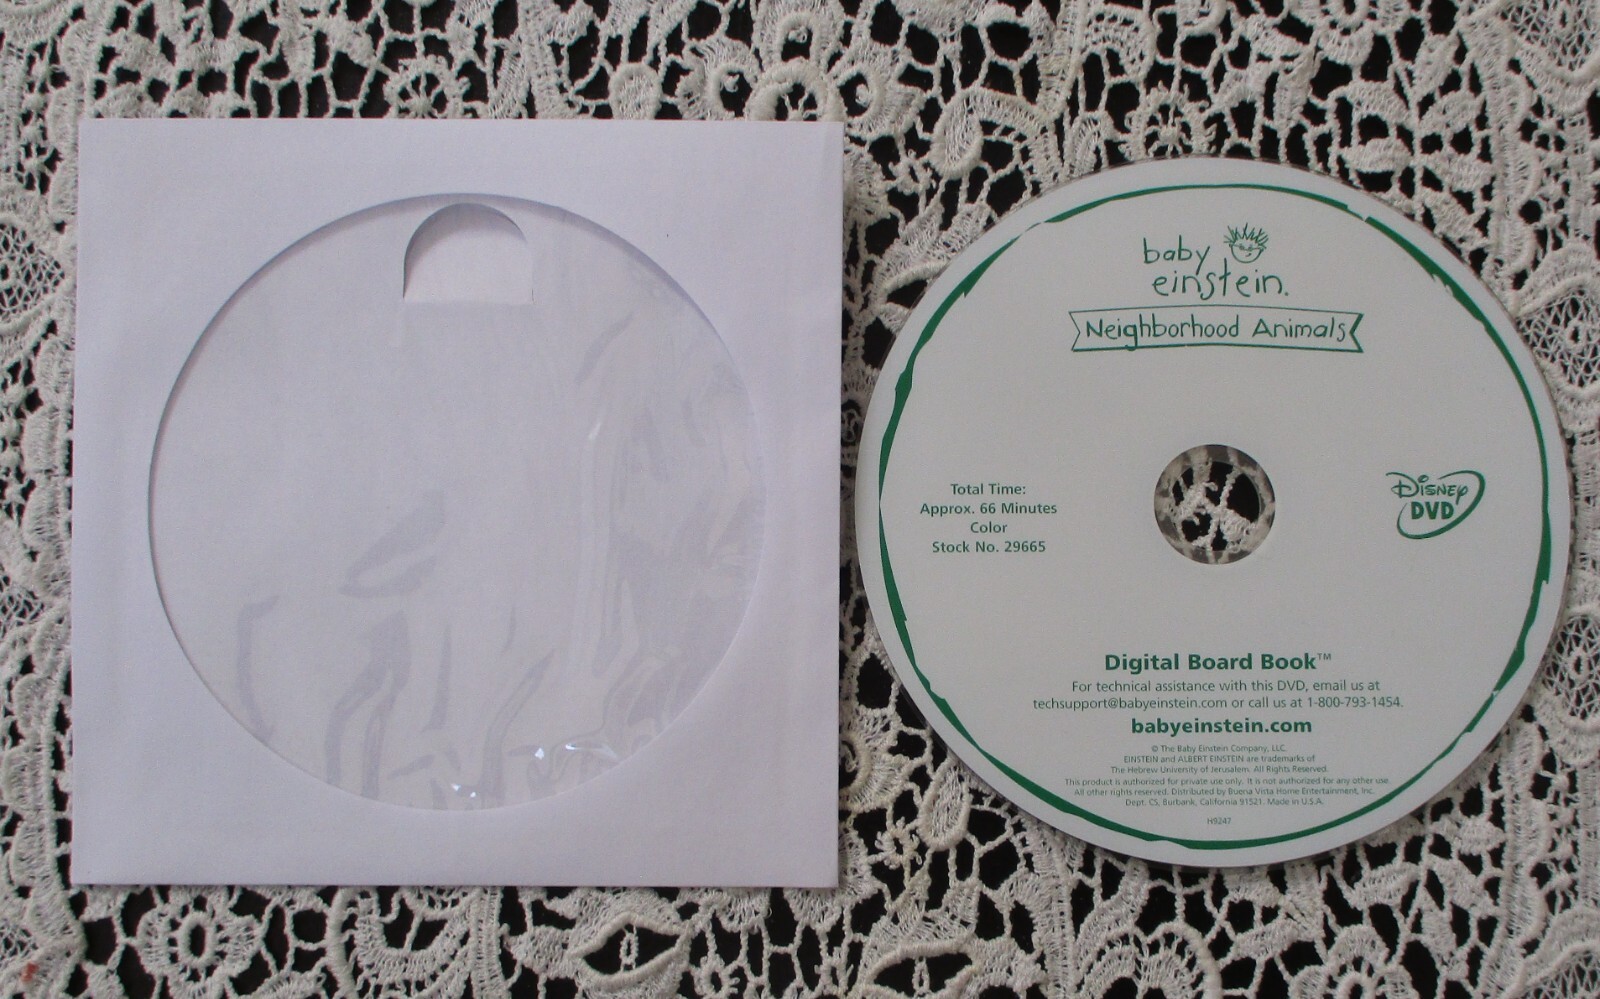 baby
einstein.
Neighborhood Animals
Total Time:
Approx. 66 Minutes
Color
Stock No. 29665
DISNEY
DVD
Digital Board Book™
For technical assistance with this DVD, email us at
techsupport@babyeinstein.com or call us at 1-800-793-1454.
babyeinstein.com
© The Baby Einstein Company, LLC.
EINSTEIN and ALBERT EINSTEIN are trademarks of
The Hebrew University of Jerusalem. All Rights Reserved.
This product is authorized for private use only. It is not authorized for any other use.
All other rights reserved. Distributed by Buena Vista Home Entertainment, Inc.
Dept. CS, Burbank, California 91521. Made in U.S.A.
H9247